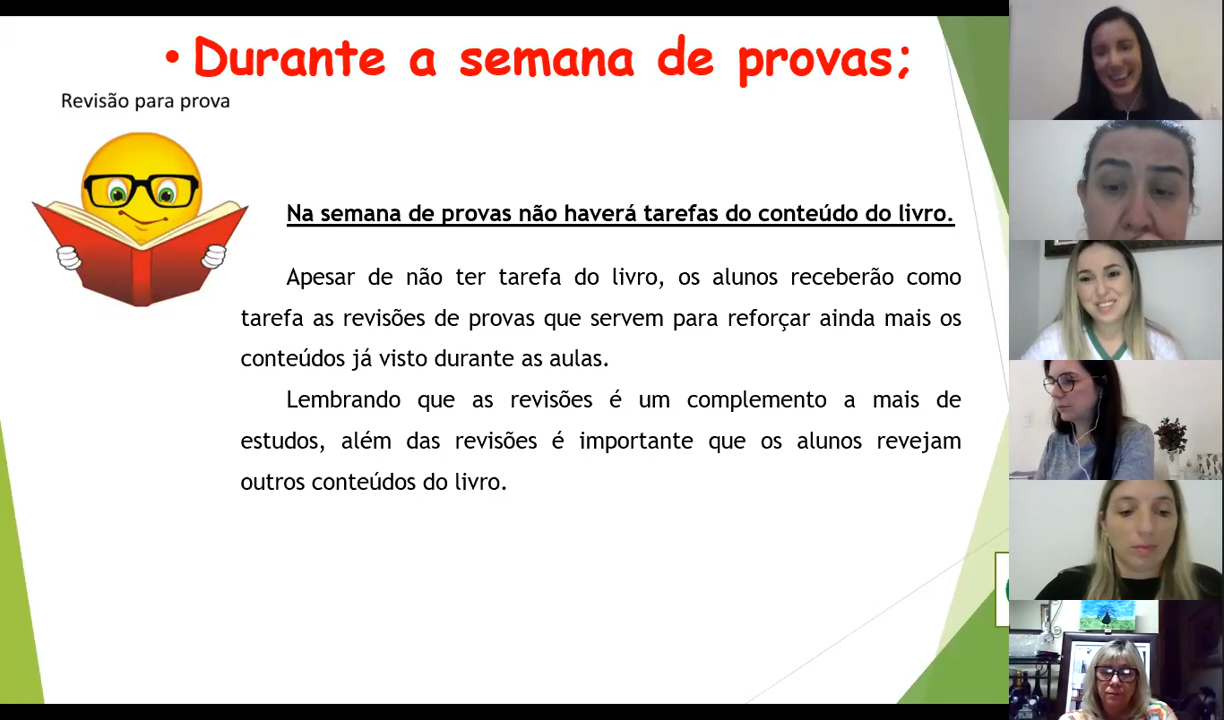 • Durante a semana de provas;
Revisão para prova
Na semana de provas não haverá tarefas do conteúdo do livro.
Apesar de não ter tarefa do livro, os alunos receberão como
tarefa as revisões de provas que servem para reforçar ainda mais os
conteúdos já visto durante as aulas.
Lembrando que as revisões é um complemento a mais de
estudos, além das revisões é importante que os alunos revejam
outros conteúdos do livro.